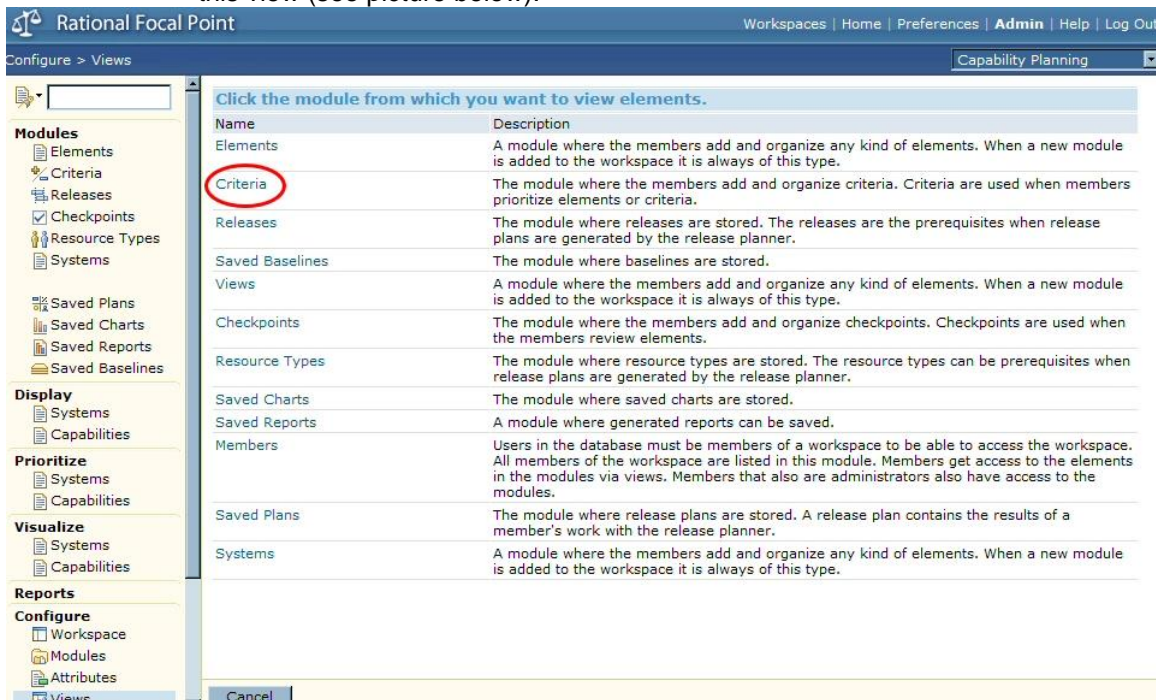 this view (see picture below).
Rational Focal Point
Workspaces | Home | Preferences | Admin | Help | Log Out
Configure > Views
Capability Planning
Modules
Elements
Criteria
Releases
Checkpoints
Resource Types
Systems
Saved Plans
Saved Charts
Saved Reports
Saved Baselines
Display
Systems
Capabilities
Prioritize
Systems
Capabilities
Visualize
Systems
Capabilities
Reports
Configure
Workspace
Modules
Attributes
Views
Click the module from which you want to view elements.
Name Description
Elements A module where the members add and organize any kind of elements. When a new module
is added to the workspace it is always of this type.
Criteria The module where the members add and organize criteria. Criteria are used when members
prioritize elements or criteria.
Releases The module where releases are stored. The releases are the prerequisites when release
plans are generated by the release planner.
Saved Baselines The module where baselines are stored.
Views A module where the members add and organize any kind of elements. When a new module
is added to the workspace it is always of this type.
Checkpoints The module where the members add and organize checkpoints. Checkpoints are used when
the members review elements.
Resource Types The module where resource types are stored. The resource types can be prerequisites when
release plans are generated by the release planner.
Saved Charts The module where saved charts are stored.
Saved Reports A module where generated reports can be saved.
Members Users in the database must be members of a workspace to be able to access the workspace.
All members of the workspace are listed in this module. Members get access to the elements
in the modules via views. Members that also are administrators also have access to the
modules.
Saved Plans The module where release plans are stored. A release plan contains the results of a
member's work with the release planner.
Systems A module where the members add and organize any kind of elements. When a new module
is added to the workspace it is always of this type.
Cancel